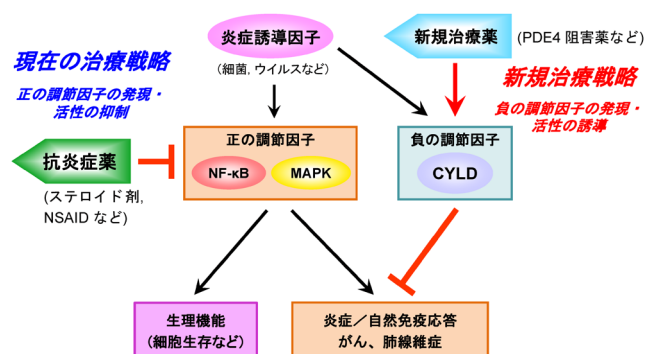 炎症誘導因子
(細菌, ウイルスなど)
新規治療薬
(PDE4 阻害薬など)
現在の治療戦略
正の調節因子の発現・
活性の抑制
新規治療戦略
負の調節因子の発現・
活性の誘導
抗炎症薬
(ステロイド剤,
NSAID など)
正の調節因子
NF-κB
MAPK
負の調節因子
CYLD
生理機能
(細胞生存など)
炎症／自然免疫応答
がん、肺線維症